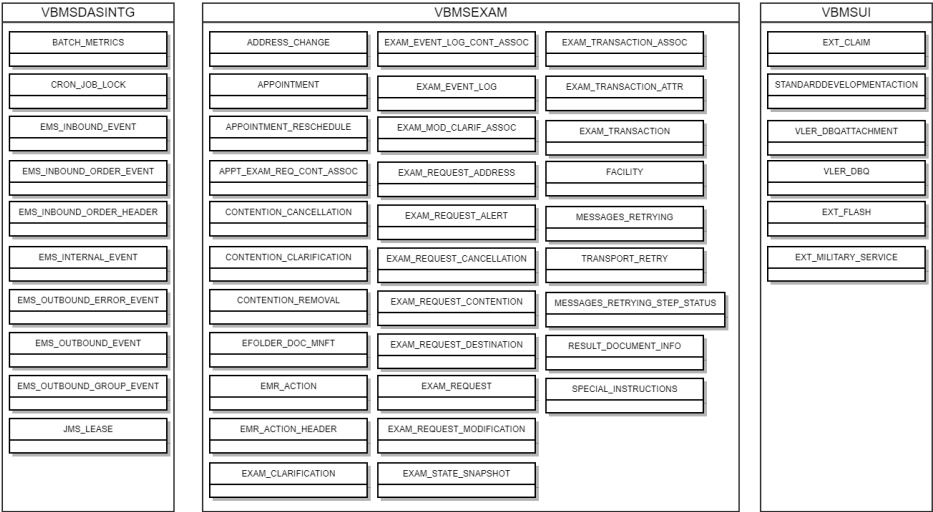 VBMSDASINTG
BATCH_METRICS
CRON_JOB_LOCK
EMS_INBOUND_EVENT
EMS_INBOUND_ORDER_EVENT
EMS_INBOUND_ORDER_HEADER
EMS_INTERNAL_EVENT
EMS_OUTBOUND_ERROR_EVENT
EMS_OUTBOUND_EVENT
EMS_OUTBOUND_GROUP_EVENT
JMS_LEASE
VBMSEXAM
ADDRESS_CHANGE
APPOINTMENT
APPOINTMENT_RESCHEDULE
APPT_EXAM_REQ_CONT_ASSOC
CONTENTION_CANCELLATION
CONTENTION_CLARIFICATION
CONTENTION_REMOVAL
EFOLDER_DOC_MNFT
EMR_ACTION
EMR_ACTION_HEADER
EXAM_CLARIFICATION
EXAM_EVENT_LOG_CONT_ASSOC
EXAM_EVENT_LOG
EXAM_MOD_CLARIF_ASSOC
EXAM_REQUEST_ADDRESS
EXAM_REQUEST_ALERT
EXAM_REQUEST_CANCELLATION
EXAM_REQUEST_CONTENTION
EXAM_REQUEST_DESTINATION
EXAM_REQUEST
EXAM_REQUEST_MODIFICATION
EXAM_STATE_SNAPSHOT
EXAM_TRANSACTION_ASSOC
EXAM_TRANSACTION_ATTR
EXAM_TRANSACTION
FACILITY
MESSAGES_RETRYING
TRANSPORT_RETRY
MESSAGES_RETRYING_STEP_STATUS
RESULT_DOCUMENT_INFO
SPECIAL_INSTRUCTIONS
VBMSUI
EXT_CLAIM
STANDARDDEVELOPMENTACTION
VLER_DBQATTACHMENT
VLER_DBQ
EXT_FLASH
EXT_MILITARY_SERVICE